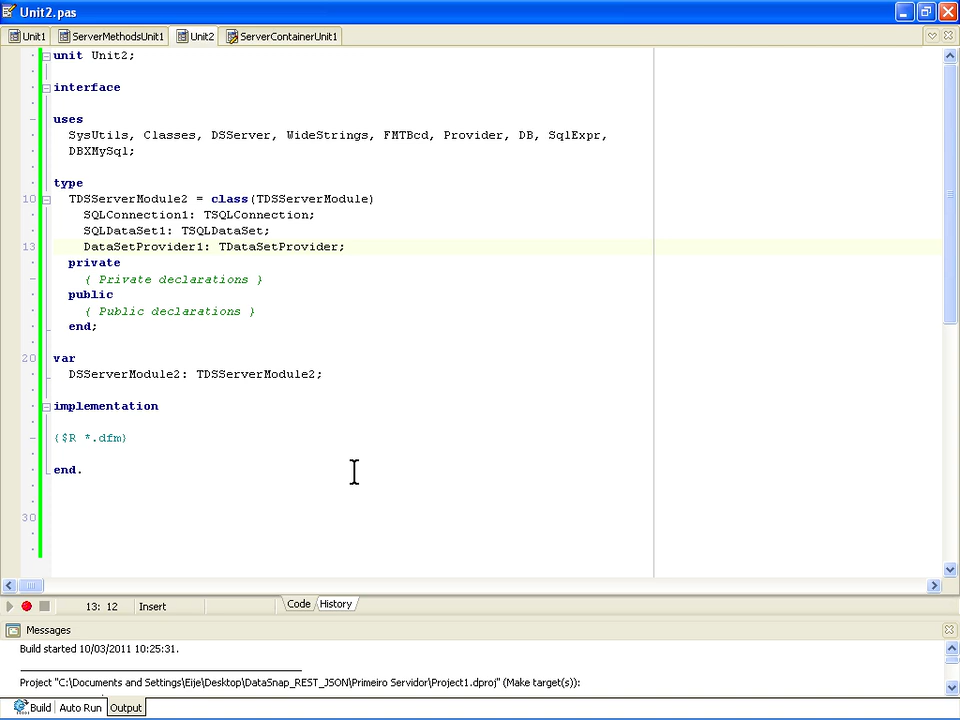 Unit2.pas
Unit1 ServerMethodsUnit1 Unit2 ServerContainerUnit1
unit Unit2;
interface
uses
SysUtils, Classes, DSServer, WideStrings, FMTBcd, Provider, DB, SqlExpr,
DBXMySql;
type
10 TDSServerModule2 = class(TDSServerModule)
SQLConnection1: TSQLConnection;
SQLDataSet1: TSQLDataSet;
13 DataSetProvider1: TDataSetProvider;
private
{ Private declarations }
public
{ Public declarations }
end;
20 var
DSServerModule2: TDSServerModule2;
implementation
{$R *.dfm}
end.
30
13: 12 Insert Code History
Messages
Build started 10/03/2011 10:25:31.
Project "C:\Documents and Settings\Eije\Desktop\DataSnap_REST_JSON\Primeiro Servidor\Project1.dproj" (Make target(s)):
Build Auto Run Output